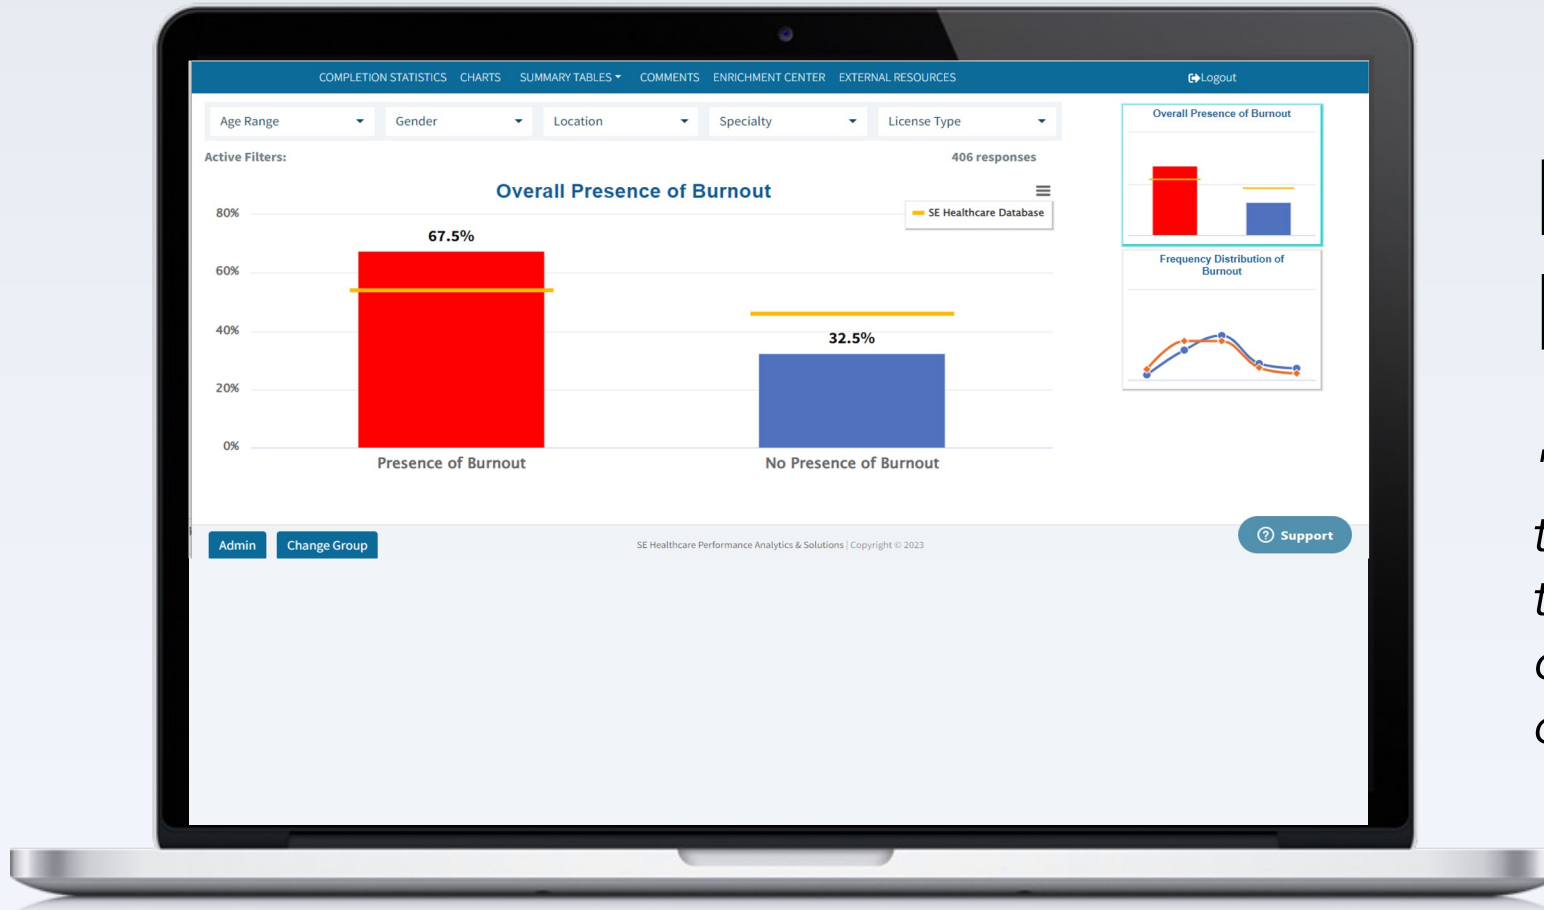 COMPLETION STATISTICS CHARTS SUMMARY TABLES COMMENTS ENRICHMENT CENTER EXTERNAL RESOURCES Logout
Age Range Gender Location Specialty License Type
Active Filters: 406 responses
Overall Presence of Burnout
SE Healthcare Database
80%
60%
40%
20%
0%
67.5%
32.5%
Presence of Burnout No Presence of Burnout
Overall Presence of Burnout
Frequency Distribution of
Burnout
Admin Change Group SE Healthcare Performance Analytics & Solutions | Copyright © 2023 Support